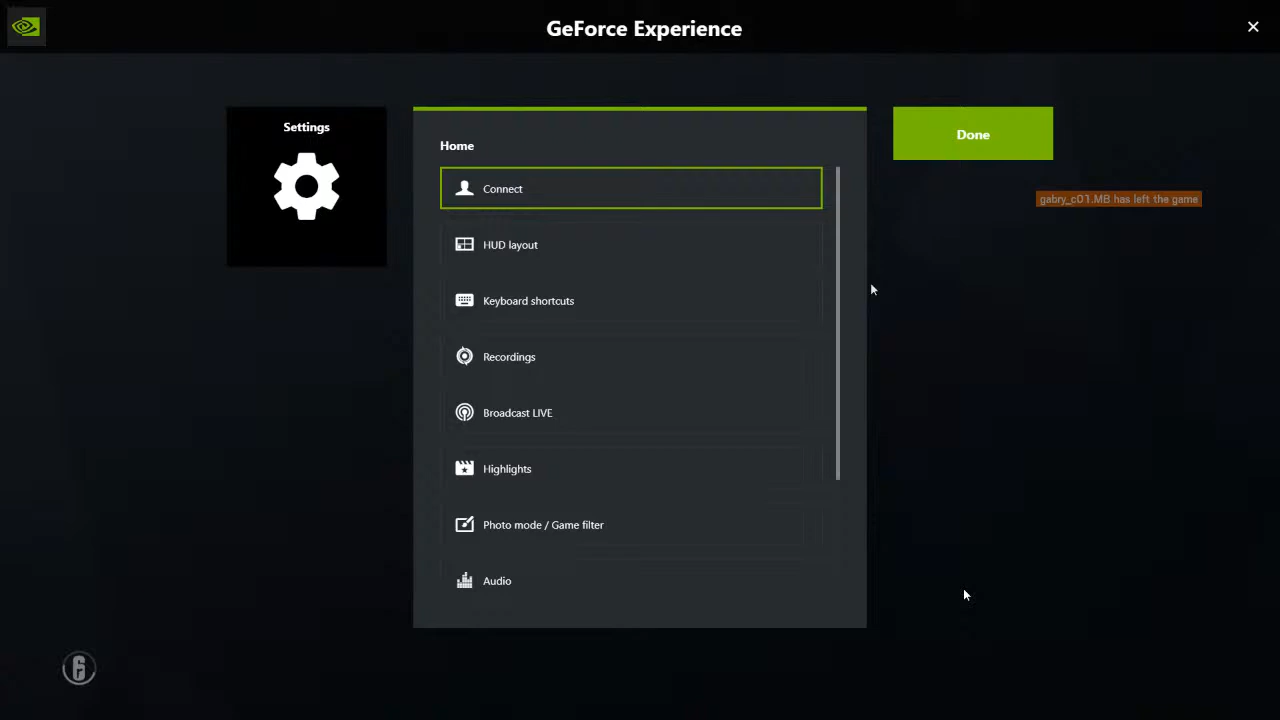 GeForce Experience
Settings
Home
Done
Connect
gabry_c01.MB has left the game
HUD layout
Keyboard shortcuts
Recordings
Broadcast LIVE
Highlights
Photo mode / Game filter
Audio
6